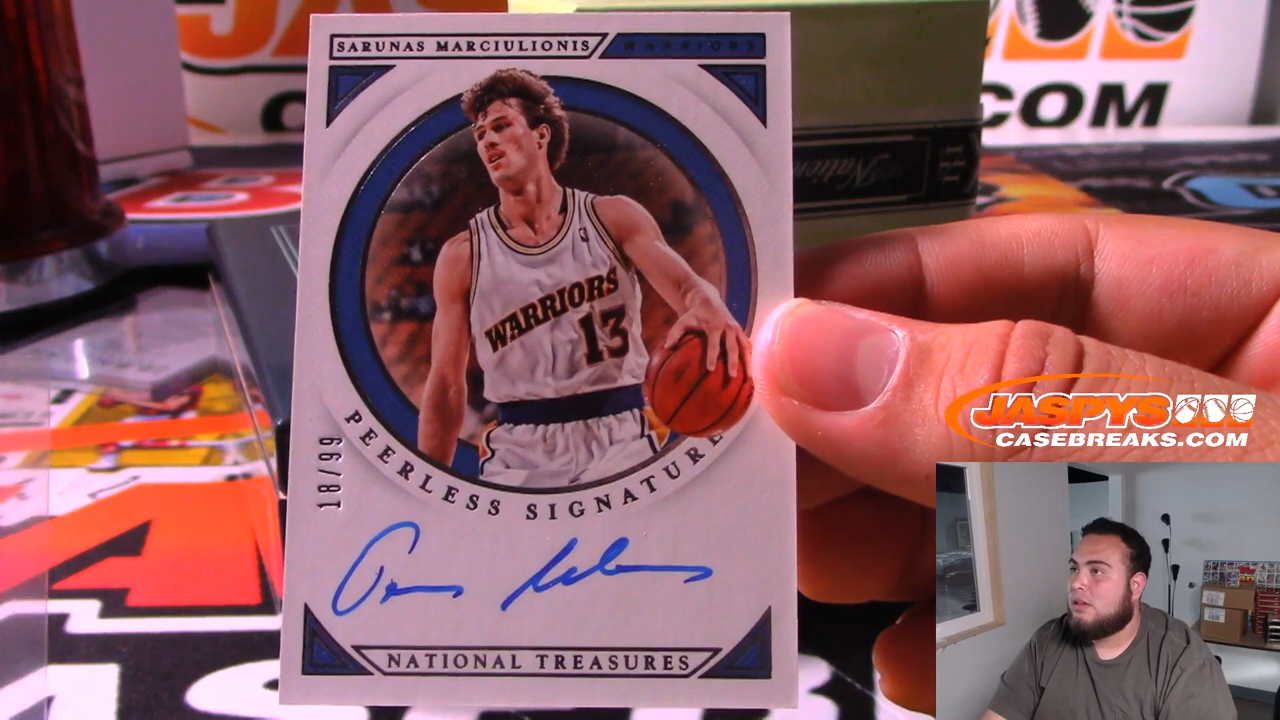 SARUNAS MARCIULIONIS
WARRIORS
WARRIORS
13
PEERLESS SIGNATURE
18/99
NATIONAL TREASURES
.COM
JASPYS
CASEBREAKS.COM